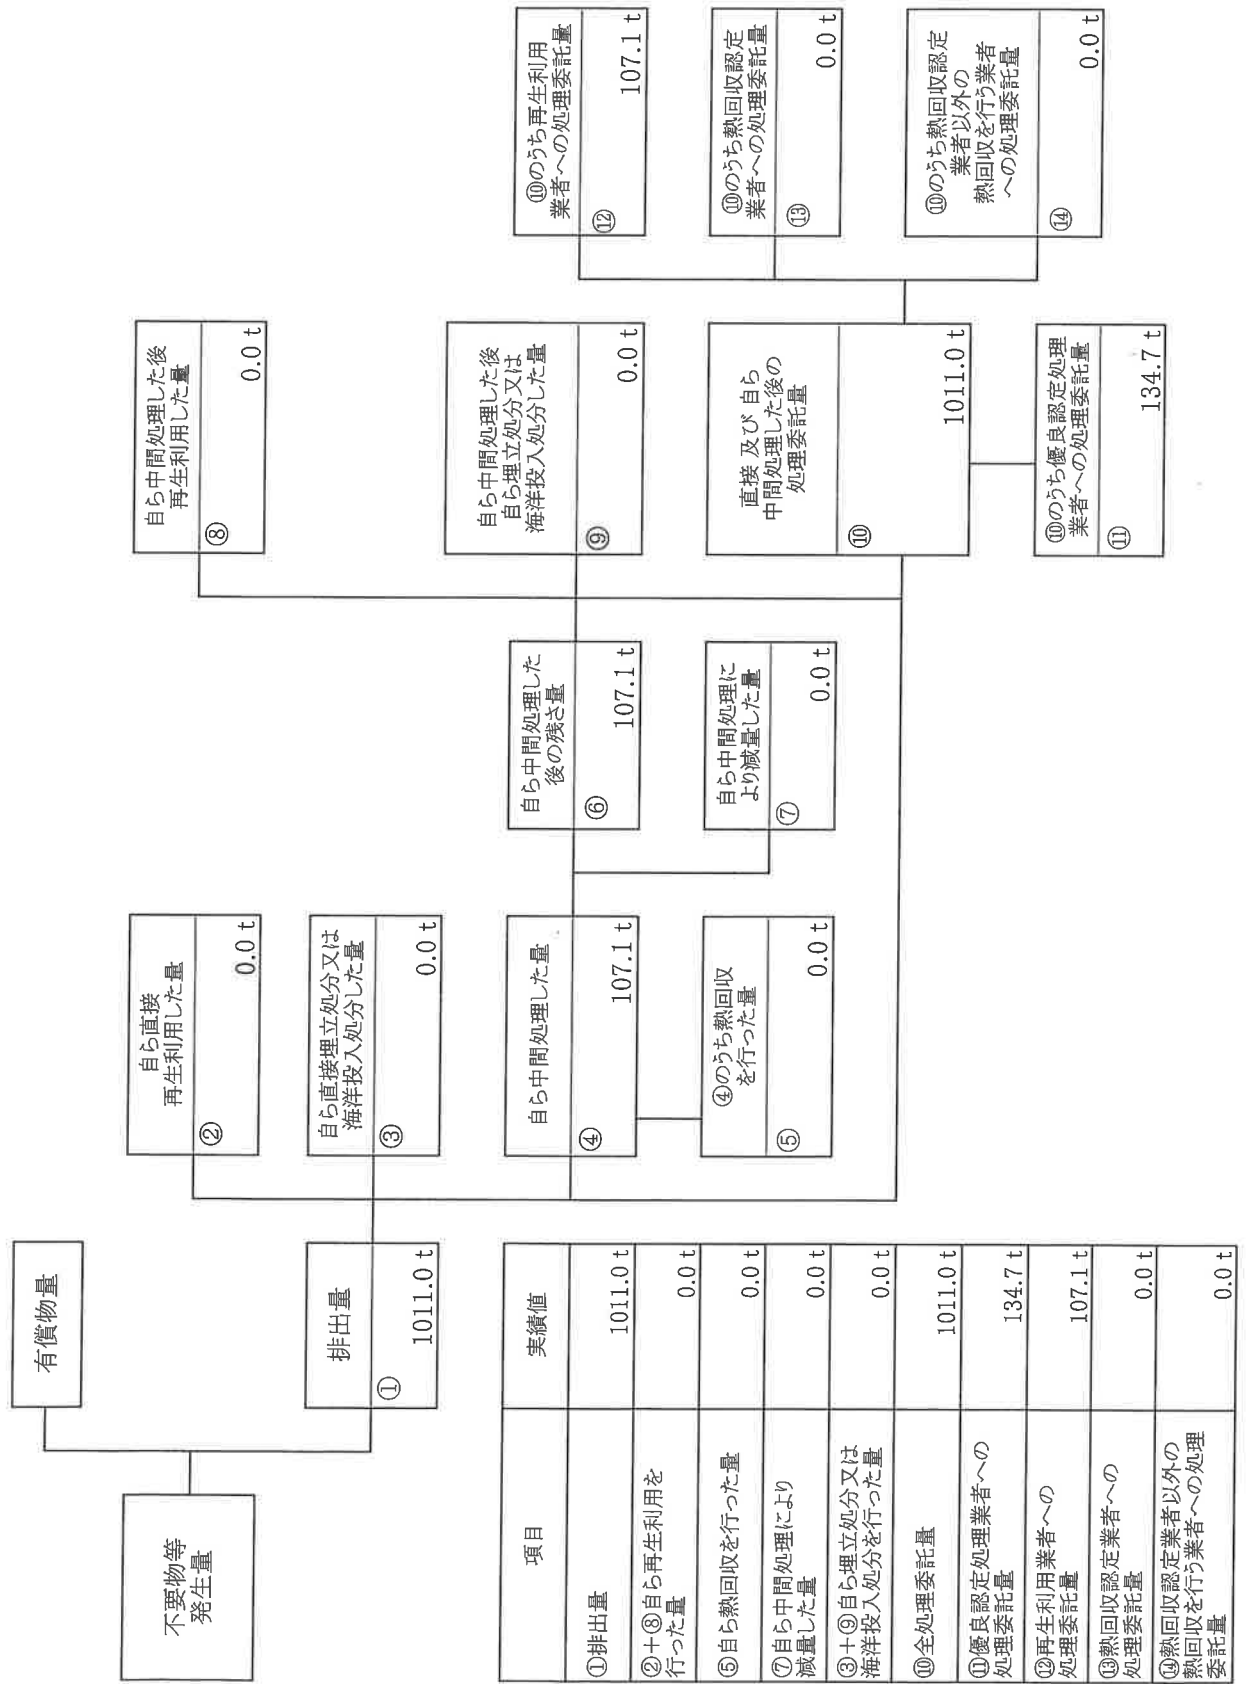 不要物等
発生量
有償物量
排出量
①
1011.0 t
自ら直接
再生利用した量
②
0.0 t
自ら直接埋立処分又は
海洋投入処分した量
③
0.0 t
自ら中間処理した量
④
107.1 t
④のうち熱回収
を行った量
⑤
0.0 t
自ら中間処理した
後の残さ量
⑥
107.1 t
自ら中間処理に
より減量した量
⑦
0.0 t
自ら中間処理した後
再生利用した量
⑧
0.0 t
自ら中間処理した後
自ら埋立処分又は
海洋投入処分した量
⑨
0.0 t
直接 及び 自ら
中間処理した後の
処理委託量
⑩
1011.0 t
⑩のうち優良認定処理
業者への処理委託量
⑪
134.7 t
⑩のうち再生利用
業者への処理委託量
⑫
107.1 t
⑩のうち熱回収認定
業者への処理委託量
⑬
0.0 t
⑩のうち熱回収認定
業者以外の
熱回収を行う業者
への処理委託量
⑭
0.0 t
項目 実績値
①排出量 1011.0 t
②+⑧自ら再生利用を
行った量 0.0 t
⑤自ら熱回収を行った量 0.0 t
⑦自ら中間処理により
減量した量 0.0 t
③+⑨自ら埋立処分又は
海洋投入処分を行った量 0.0 t
⑩全処理委託量 1011.0 t
⑪優良認定処理業者への
処理委託量 134.7 t
⑫再生利用業者への
処理委託量 107.1 t
⑬熱回収認定業者への
処理委託量 0.0 t
⑭熱回収認定業者以外の
熱回収を行う業者への処理
委託量 0.0 t